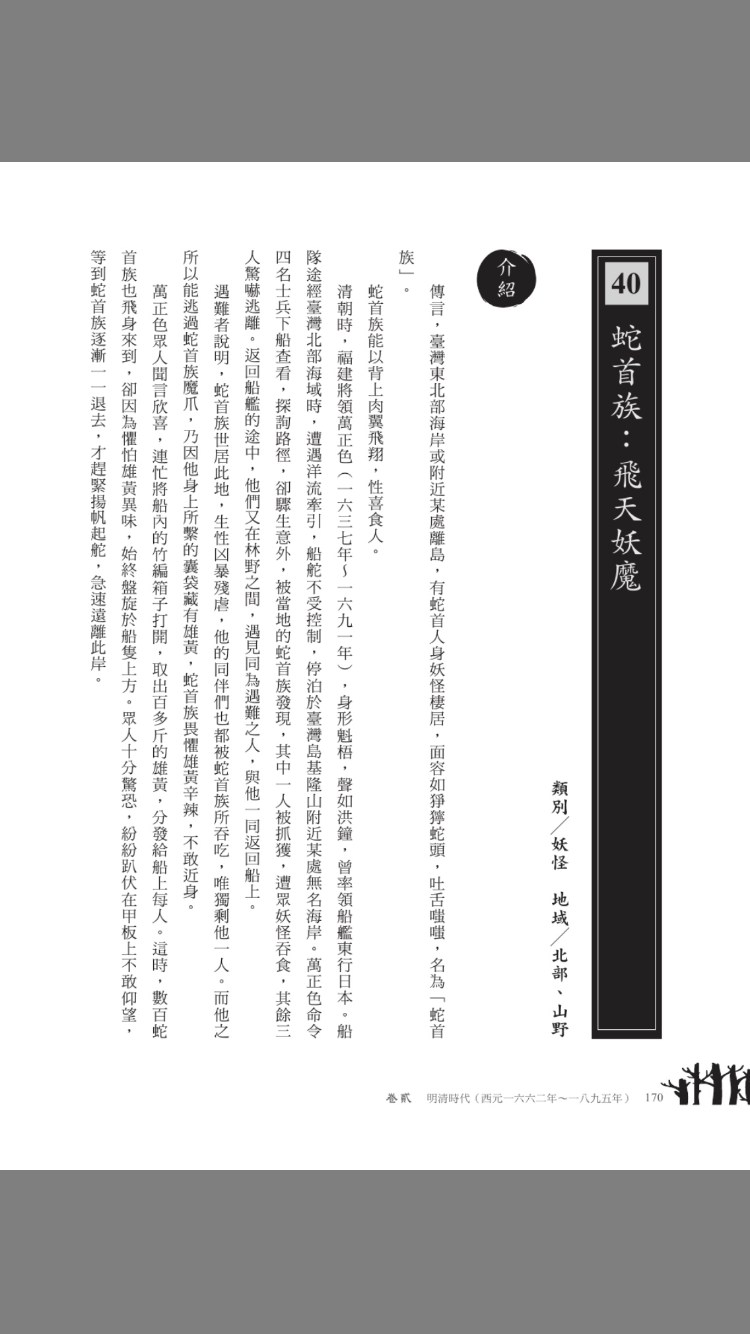 40 蛇首族：飛天妖魔
類別／妖怪　地域／北部、山野
介紹
傳言，臺灣東北部海岸或附近某處離島，有蛇首人身妖怪棲居，面容如猙獰蛇頭，吐舌嗤嗤，名為「蛇首
族」。
蛇首族能以背上肉翼飛翔，性喜食人。
清朝時，福建將領萬正色（一六三七年～一六九一年），身形魁梧，聲如洪鐘，曾率領船艦東行日本。船
隊途經臺灣北部海域時，遭遇洋流牽引，船舵不受控制，停泊於臺灣島基隆山附近某處無名海岸。萬正色命令
四名士兵下船查看，探詢路徑，卻驟生意外，被當地的蛇首族發現，其中一人被抓獲，遭眾妖怪吞食，其餘三
人驚嚇逃離。返回船艦的途中，他們又在林野之間，遇見同為遇難之人，與他一同返回船上。
遇難者說明，蛇首族世居此地，生性凶暴殘虐，他的同伴們也都被蛇首族所吞吃，唯獨剩他一人。而他之
所以能逃過蛇首族魔爪，乃因他身上所繫的囊袋藏有雄黃，蛇首族畏懼雄黃辛辣，不敢近身。
萬正色眾人聞言欣喜，連忙將船內的竹編箱子打開，取出百多斤的雄黃，分發給船上每人。這時，數百蛇
首族也飛身來到，卻因為懼怕雄黃異味，始終盤旋於船隻上方。眾人十分驚恐，紛紛趴伏在甲板上不敢仰望，
等到蛇首族逐漸一一退去，才趕緊揚帆起舵，急速遠離此岸。
卷貳　明清時代（西元一六六二年～一八九五年）　170